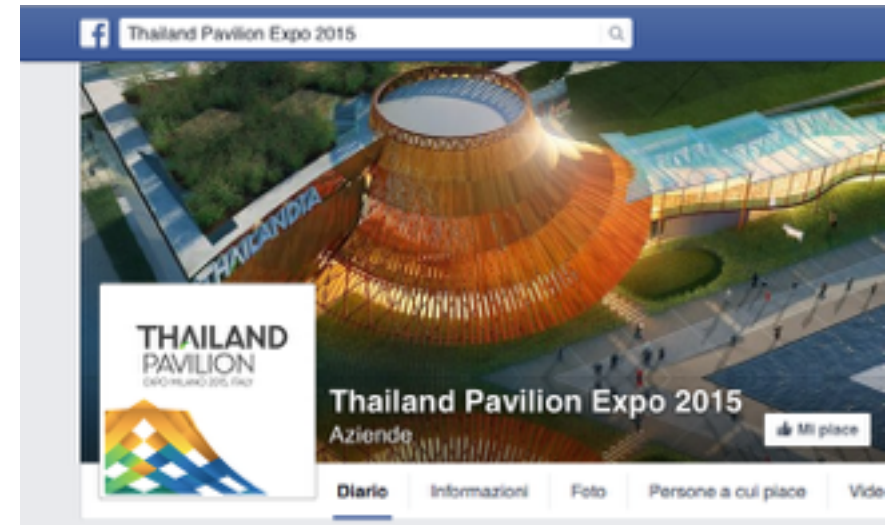 Thailand Pavilion Expo 2015
THAILANDIA
THAILAND
PAVILION
EXPO MILANO 2015, ITALY
Thailand Pavilion Expo 2015
Aziende
Mi piace
Diario Informazioni Foto Persone a cui piace Vide